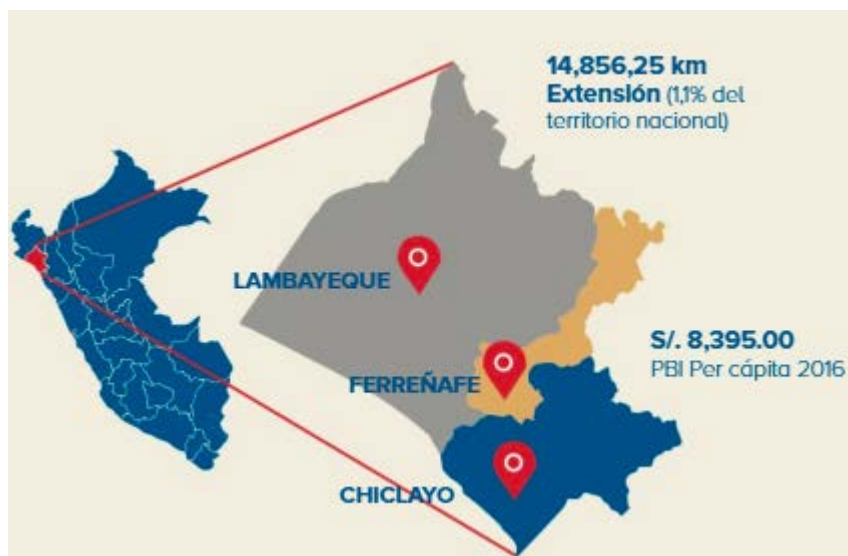 14,856,25 km
Extensión (1,1% del
territorio nacional)
LAMBAYEQUE
S/. 8,395.00
PBI Per cápita 2016
FERREÑAFE
CHICLAYO